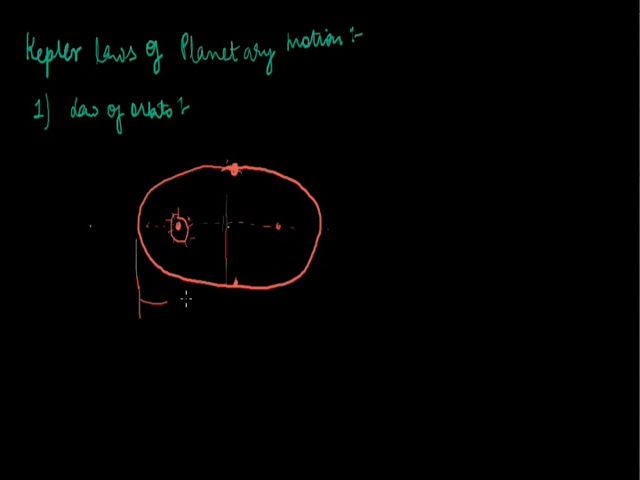 Kepler Laws of Planetary motion :-
1) Law of orbits :-